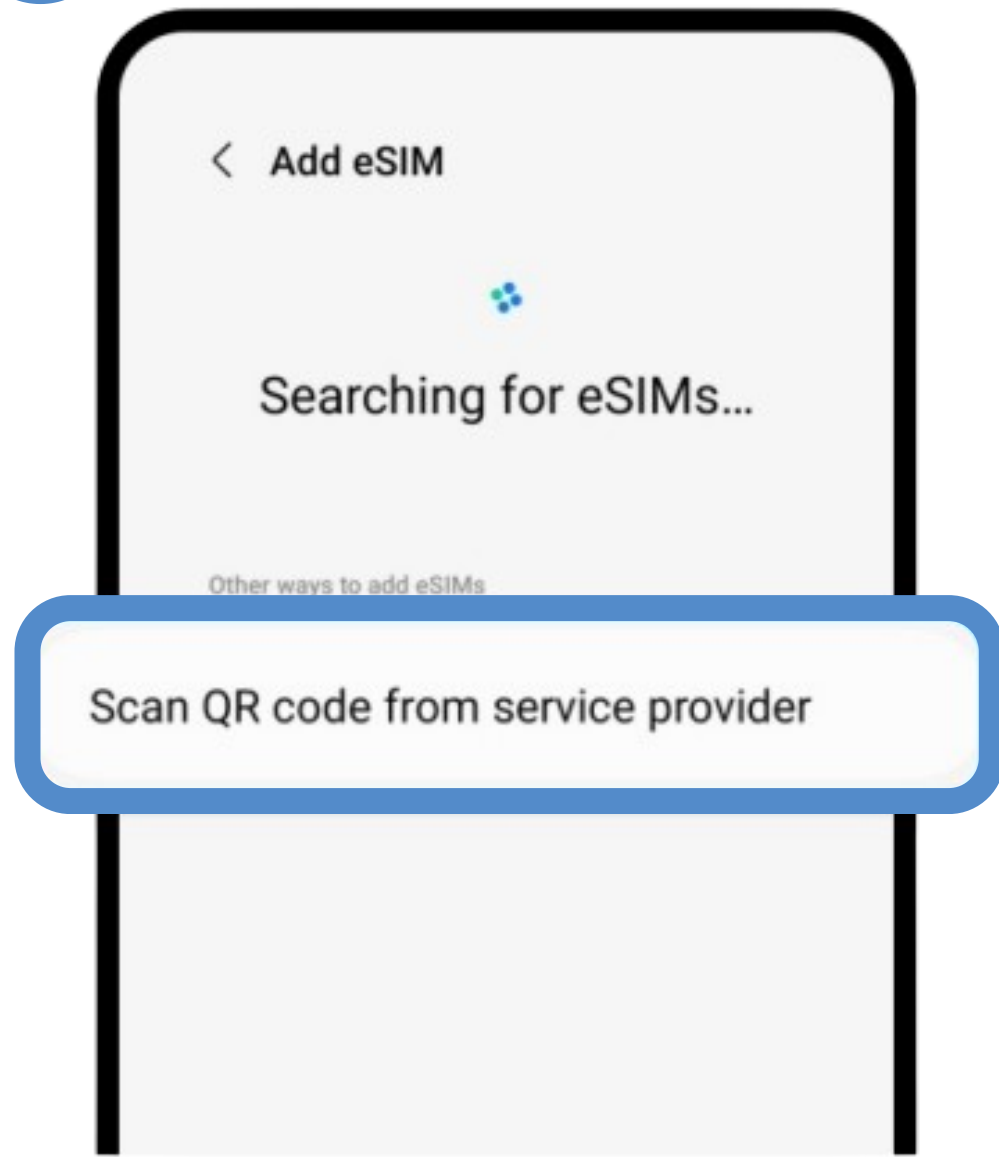 Add eSIM
Searching for eSIMs...
Other ways to add eSIMs
Scan QR code from service provider